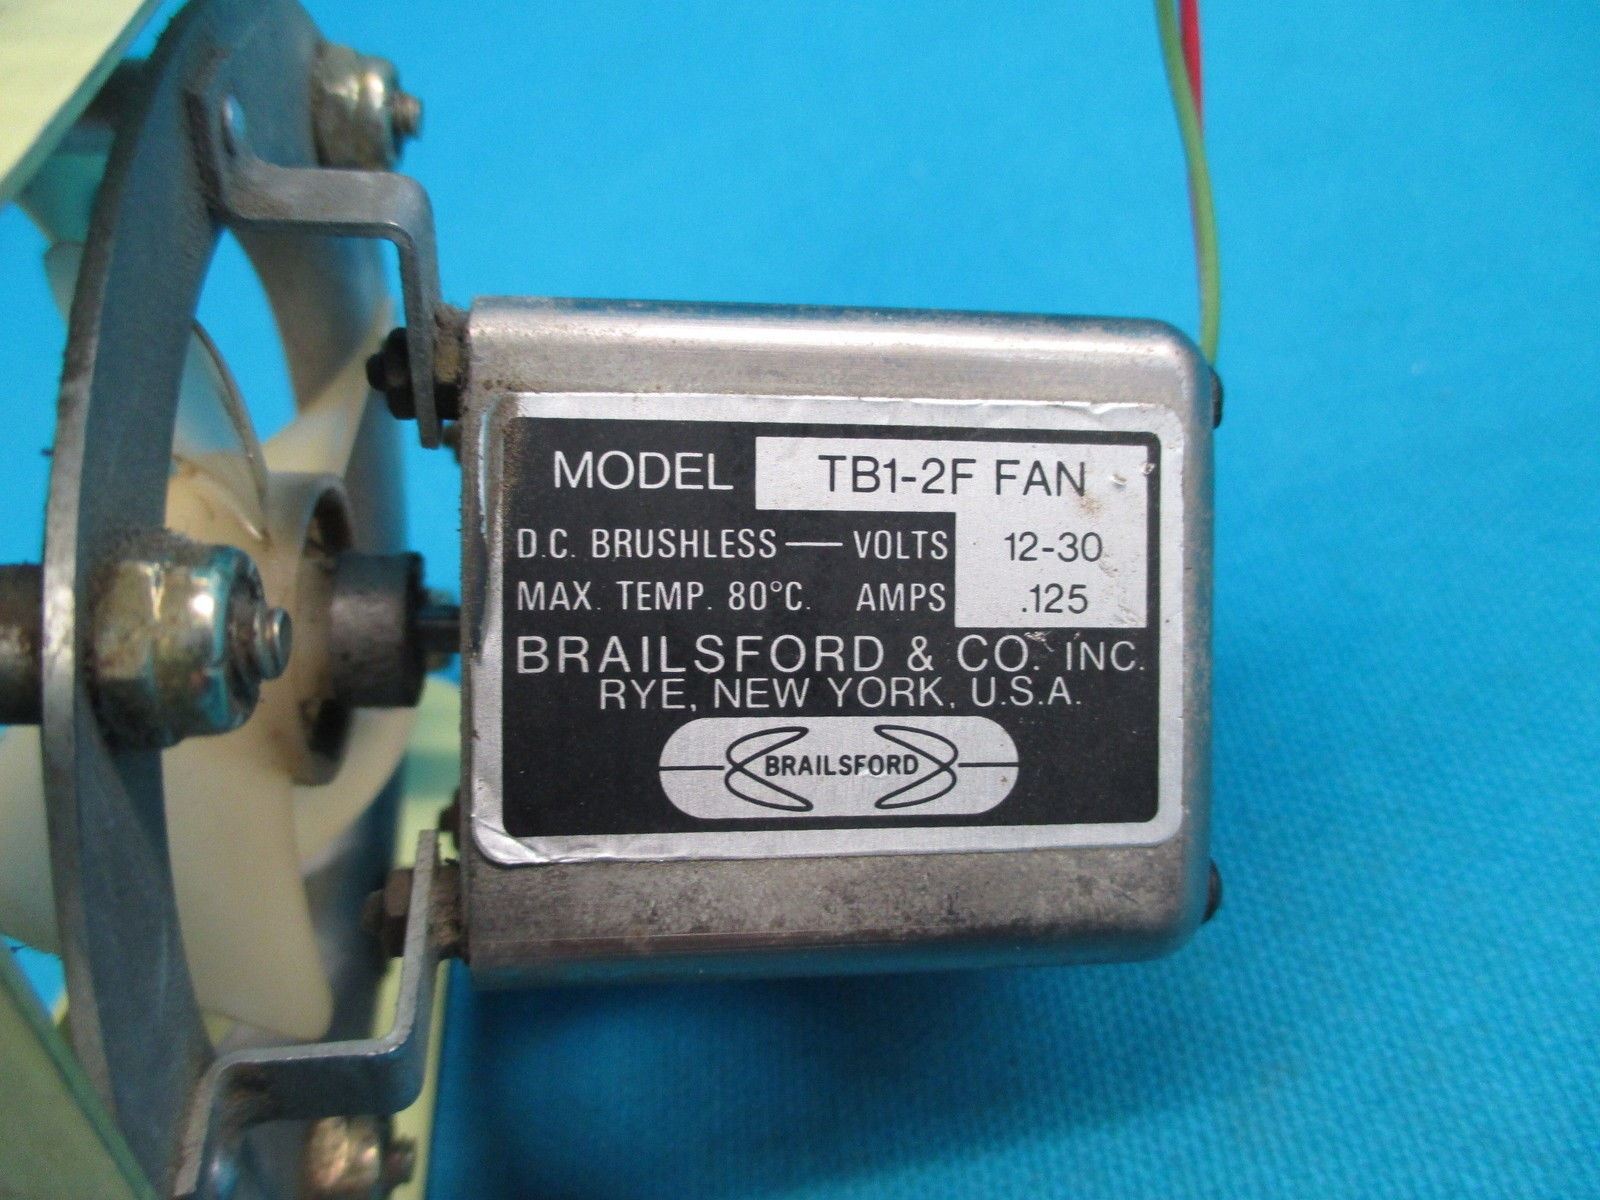 MODEL TB1-2F FAN
D.C. BRUSHLESS — VOLTS 12-30
MAX. TEMP. 80°C. AMPS .125
BRAILSFORD & CO. INC.
RYE, NEW YORK, U.S.A.
BRAILSFORD